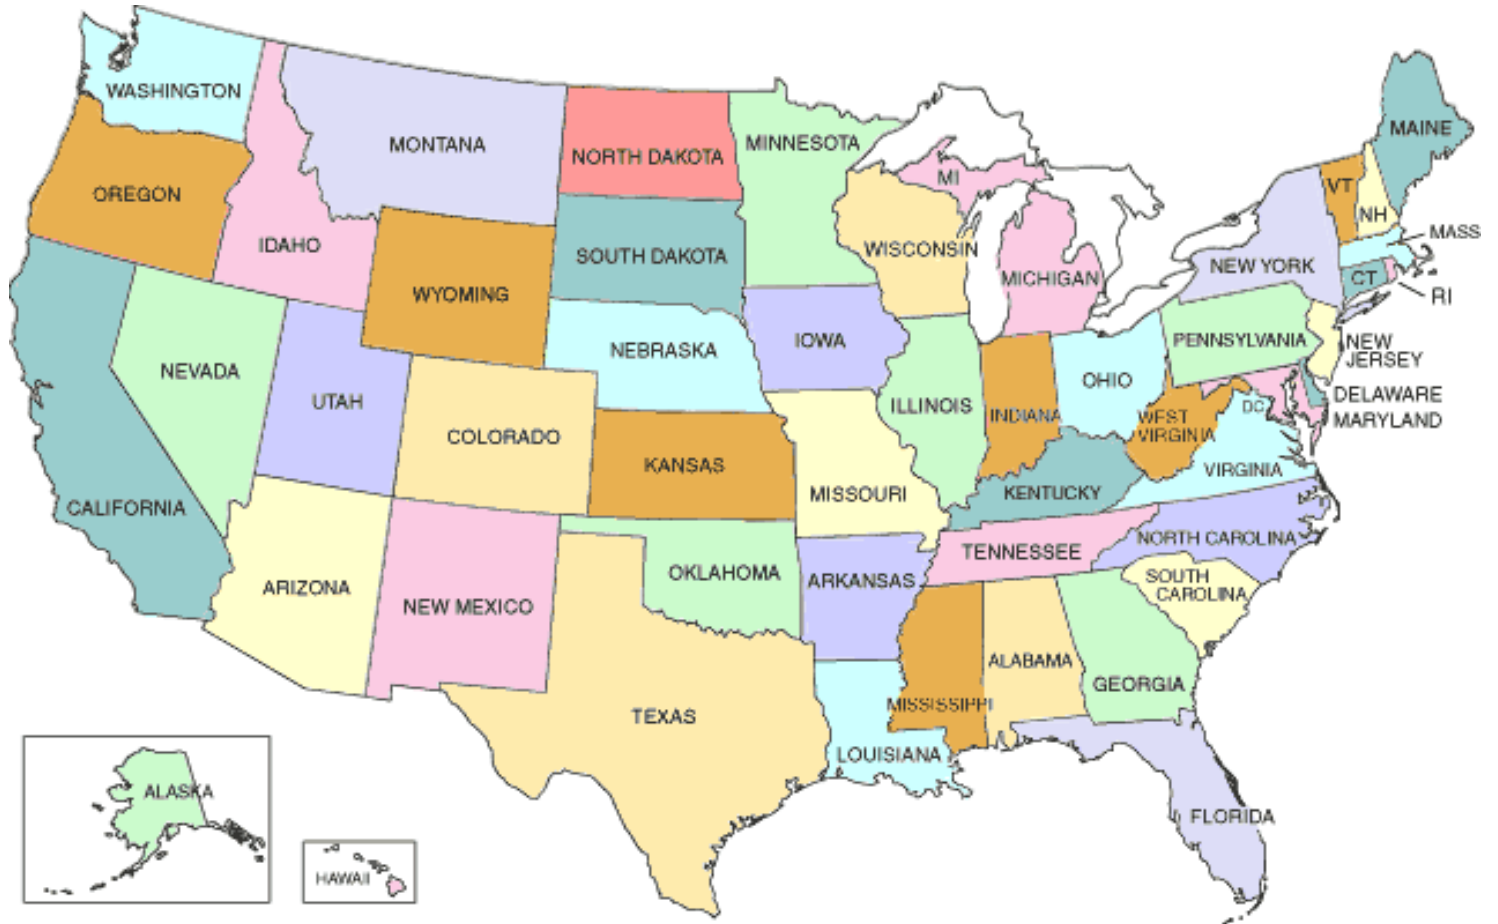 WASHINGTON
MONTANA
NORTH DAKOTA
MINNESOTA
MAINE
OREGON
IDAHO
MI
VT
NH
MASS
WYOMING
SOUTH DAKOTA
WISCONSIN
MICHIGAN
NEW YORK
CT
RI
NEVADA
UTAH
NEBRASKA
IOWA
PENNSYLVANIA
NEW
JERSEY
COLORADO
ILLINOIS
INDIANA
OHIO
DELAWARE
MARYLAND
DC
WEST
VIRGINIA
KANSAS
MISSOURI
KENTUCKY
VIRGINIA
CALIFORNIA
ARIZONA
NEW MEXICO
OKLAHOMA
ARKANSAS
TENNESSEE
NORTH CAROLINA
SOUTH
CAROLINA
TEXAS
LOUISIANA
MISSISSIPPI
ALABAMA
GEORGIA
FLORIDA
ALASKA
HAWAII